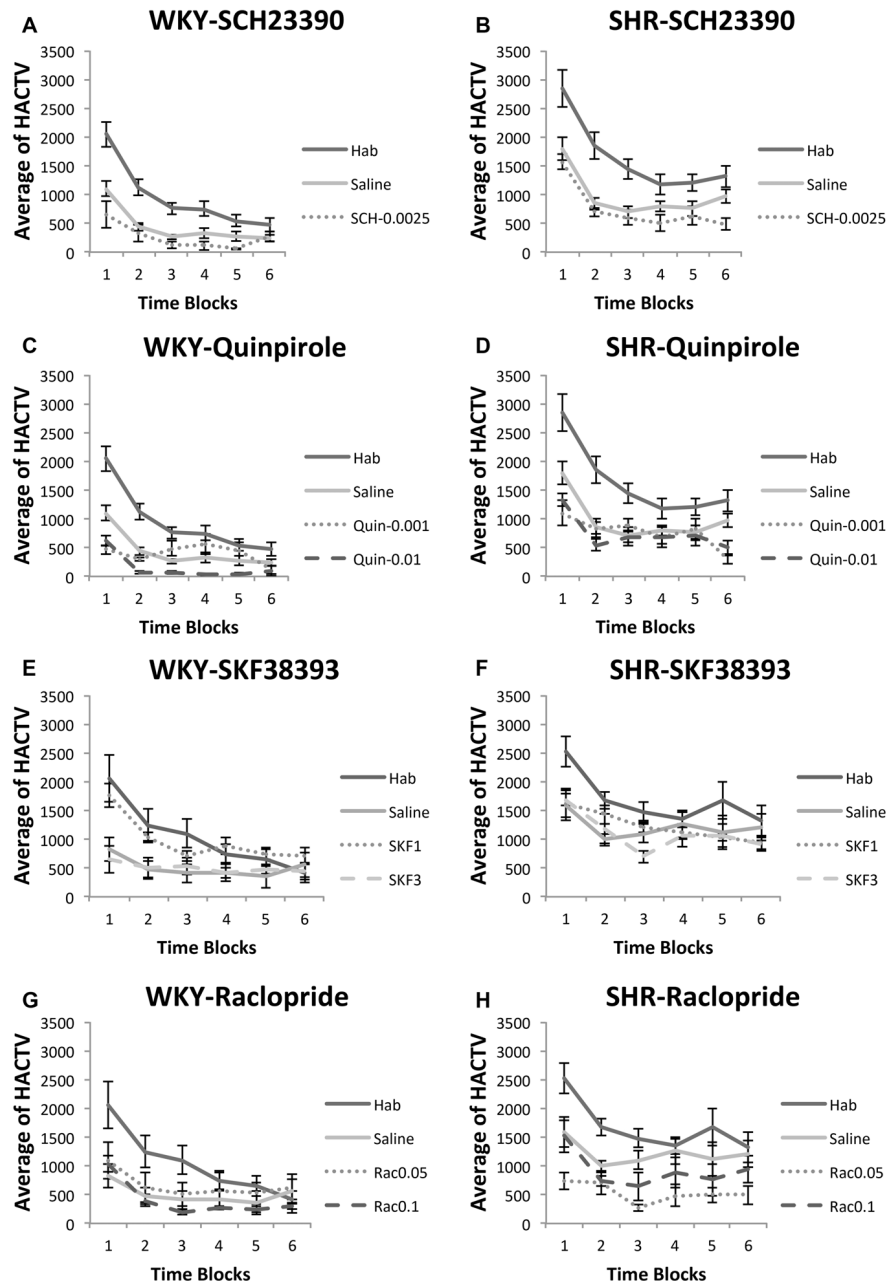 A
WKY-SCH23390
Average of HACTV
3500
3000
2500
2000
1500
1000
500
0
1 2 3 4 5 6
Time Blocks
Hab
Saline
SCH-0.0025
B
SHR-SCH23390
Average of HACTV
3500
3000
2500
2000
1500
1000
500
0
1 2 3 4 5 6
Time Blocks
Hab
Saline
SCH-0.0025
C
WKY-Quinpirole
Average of HACTV
3500
3000
2500
2000
1500
1000
500
0
1 2 3 4 5 6
Time Blocks
Hab
Saline
Quin-0.001
Quin-0.01
D
SHR-Quinpirole
Average of HACTV
3500
3000
2500
2000
1500
1000
500
0
1 2 3 4 5 6
Time Blocks
Hab
Saline
Quin-0.001
Quin-0.01
E
WKY-SKF38393
Average of HACTV
3500
3000
2500
2000
1500
1000
500
0
1 2 3 4 5 6
Time Blocks
Hab
Saline
SKF1
SKF3
F
SHR-SKF38393
Average of HACTV
3500
3000
2500
2000
1500
1000
500
0
1 2 3 4 5 6
Time Blocks
Hab
Saline
SKF1
SKF3
G
WKY-Raclopride
Average of HACTV
3500
3000
2500
2000
1500
1000
500
0
1 2 3 4 5 6
Time Blocks
Hab
Saline
Rac0.05
Rac0.1
H
SHR-Raclopride
Average of HACTV
3500
3000
2500
2000
1500
1000
500
0
1 2 3 4 5 6
Time Blocks
Hab
Saline
Rac0.05
Rac0.1